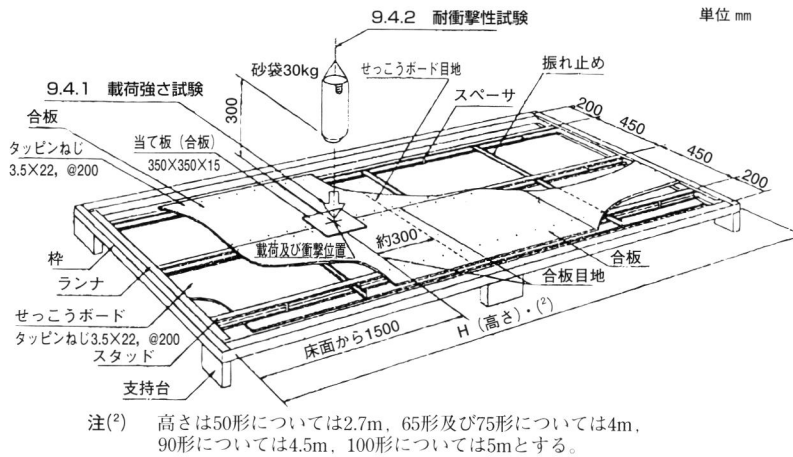 9.4.2 耐衝撃性試験
単位 mm
砂袋30kg
せっこうボード目地
振れ止め
9.4.1 載荷強さ試験
300
スペーサ
200
合板
450
タッピンねじ
3.5×22, @200
当て板 (合板)
350×350×15
450
200
載荷及び衝撃位置
約300
枠
合板
ランナ
合板目地
せっこうボード
タッピンねじ3.5×22, @200
スタッド
床面から1500
H (高さ)・(²)
支持台
注(²) 高さは50形については2.7m, 65形及び75形については4m,
90形については4.5m, 100形については5mとする。